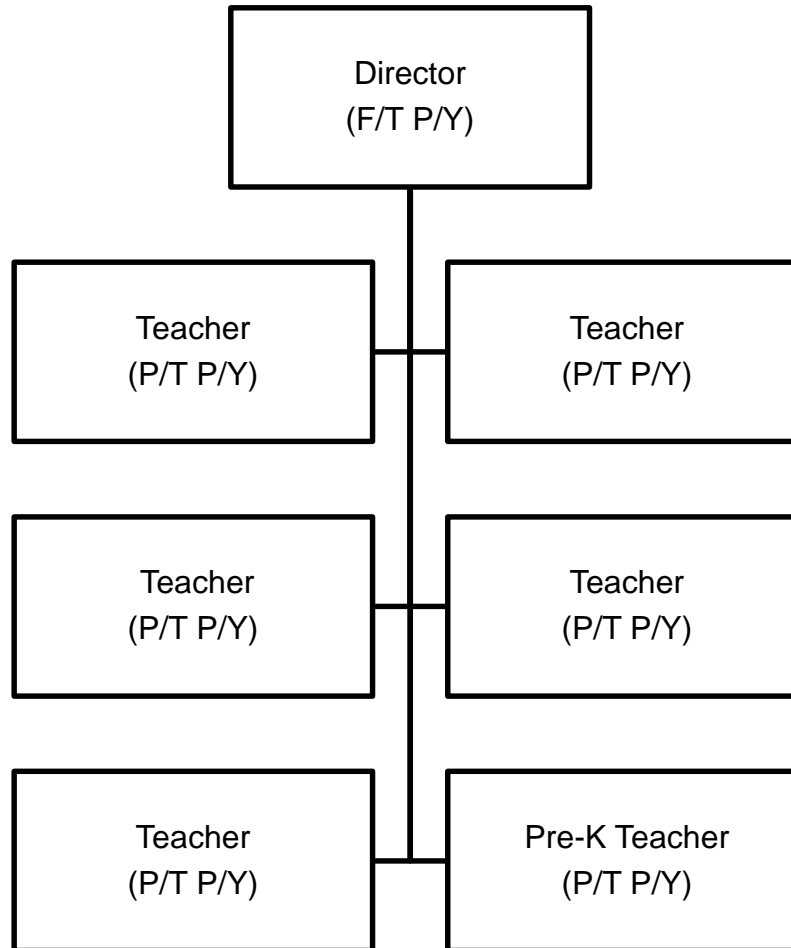 Director
(F/T P/Y)
Teacher
(P/T P/Y)
Teacher
(P/T P/Y)
Teacher
(P/T P/Y)
Teacher
(P/T P/Y)
Teacher
(P/T P/Y)
Pre-K Teacher
(P/T P/Y)